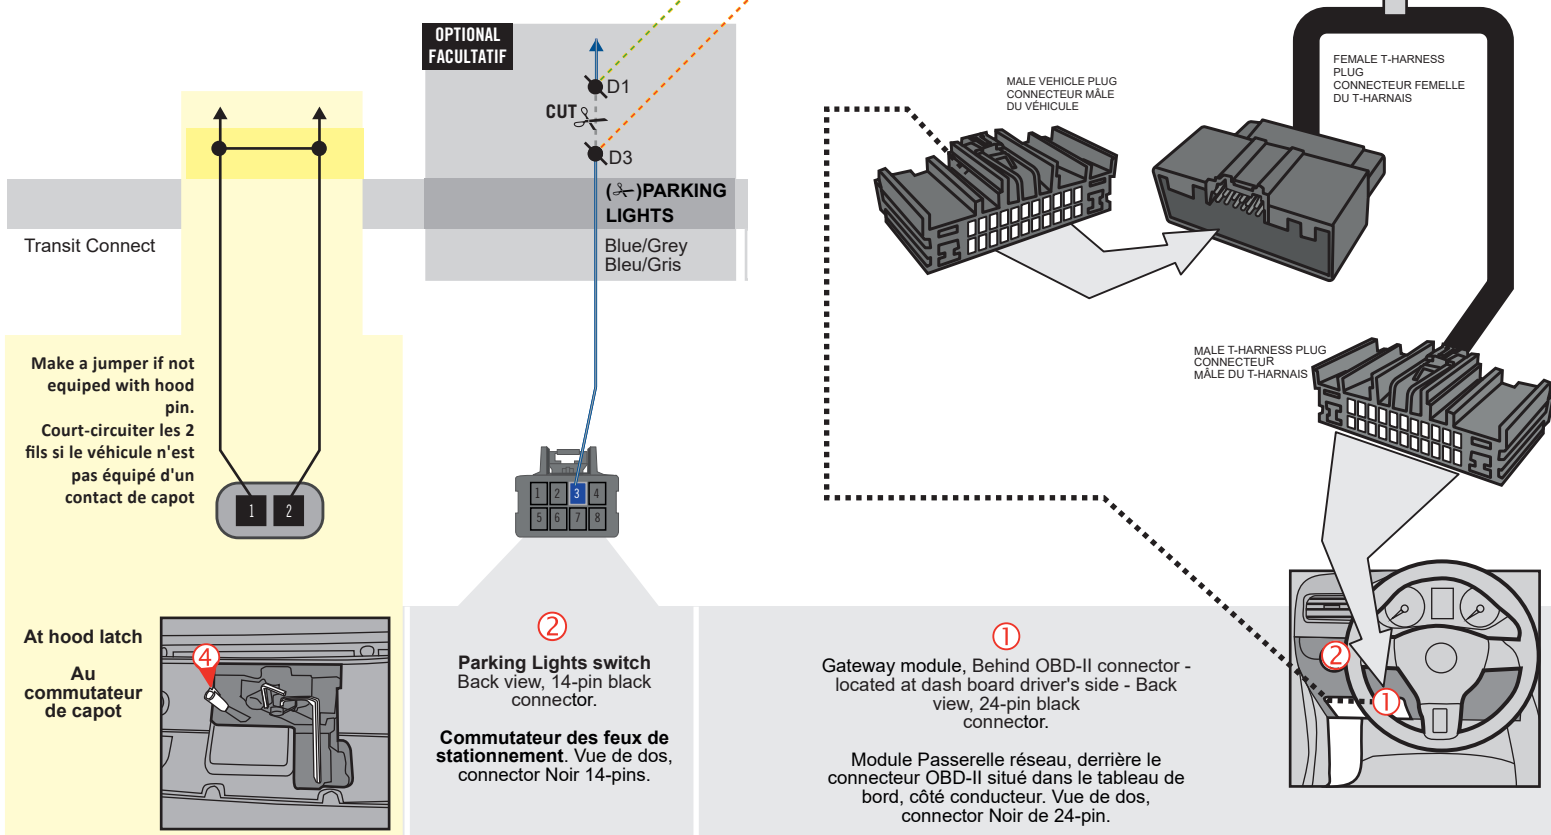 OPTIONAL
FACULTATIF
D1
CUT
D3
(✂)PARKING
LIGHTS
Blue/Grey
Bleu/Gris
Transit Connect
Make a jumper if not
equiped with hood
pin.
Court-circuiter les 2
fils si le véhicule n'est
pas équipé d'un
contact de capot
1 2
1 2 3 4
5 6 7 8
MALE VEHICLE PLUG
CONNECTEUR MÂLE
DU VÉHICULE
FEMALE T-HARNESS
PLUG
CONNECTEUR FEMELLE
DU T-HARNAIS
MALE T-HARNESS PLUG
CONNECTEUR
MÂLE DU T-HARNAIS
At hood latch
Au
commutateur
de capot
4
2
Parking Lights switch
Back view, 14-pin black
connector.
Commutateur des feux de
stationnement. Vue de dos,
connector Noir 14-pins.
1
Gateway module, Behind OBD-II connector -
located at dash board driver's side - Back
view, 24-pin black
connector.
Module Passerelle réseau, derrière le
connecteur OBD-II situé dans le tableau de
bord, côté conducteur. Vue de dos,
connector Noir de 24-pin.
2
1